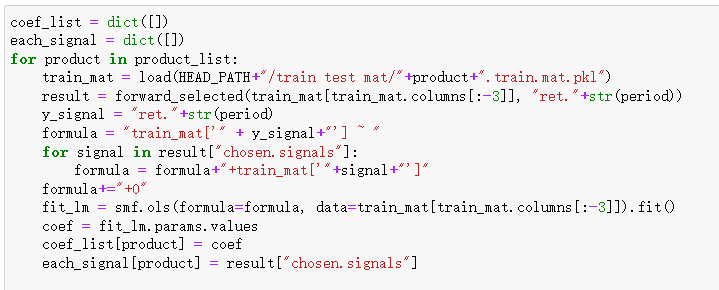 coef_list = dict([])
each_signal = dict([])
for product in product_list:
    train_mat = load(HEAD_PATH+"/train test mat/"+product+".train.mat.pkl")
    result = forward_selected(train_mat[train_mat.columns[:-3]], "ret."+str(period))
    y_signal = "ret."+str(period)
    formula = "train_mat['" + y_signal+"'] ~ "
    for signal in result["chosen.signals"]:
        formula = formula+"+train_mat['"+signal+"']"
    formula+="+0"
    fit_lm = smf.ols(formula=formula, data=train_mat[train_mat.columns[:-3]]).fit()
    coef = fit_lm.params.values
    coef_list[product] = coef
    each_signal[product] = result["chosen.signals"]